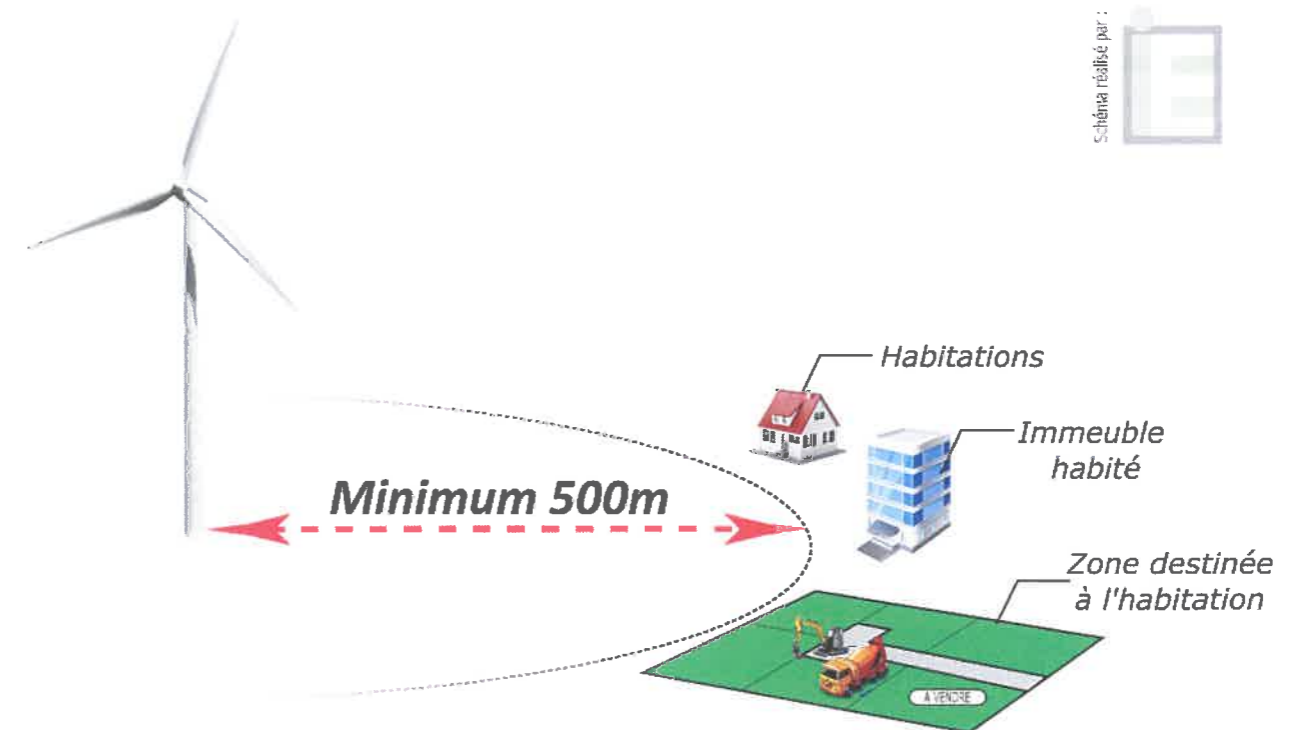 Schéma réalisé par :
Habitations
Immeuble
habité
Minimum 500m
Zone destinée
à l'habitation
A VENDRE